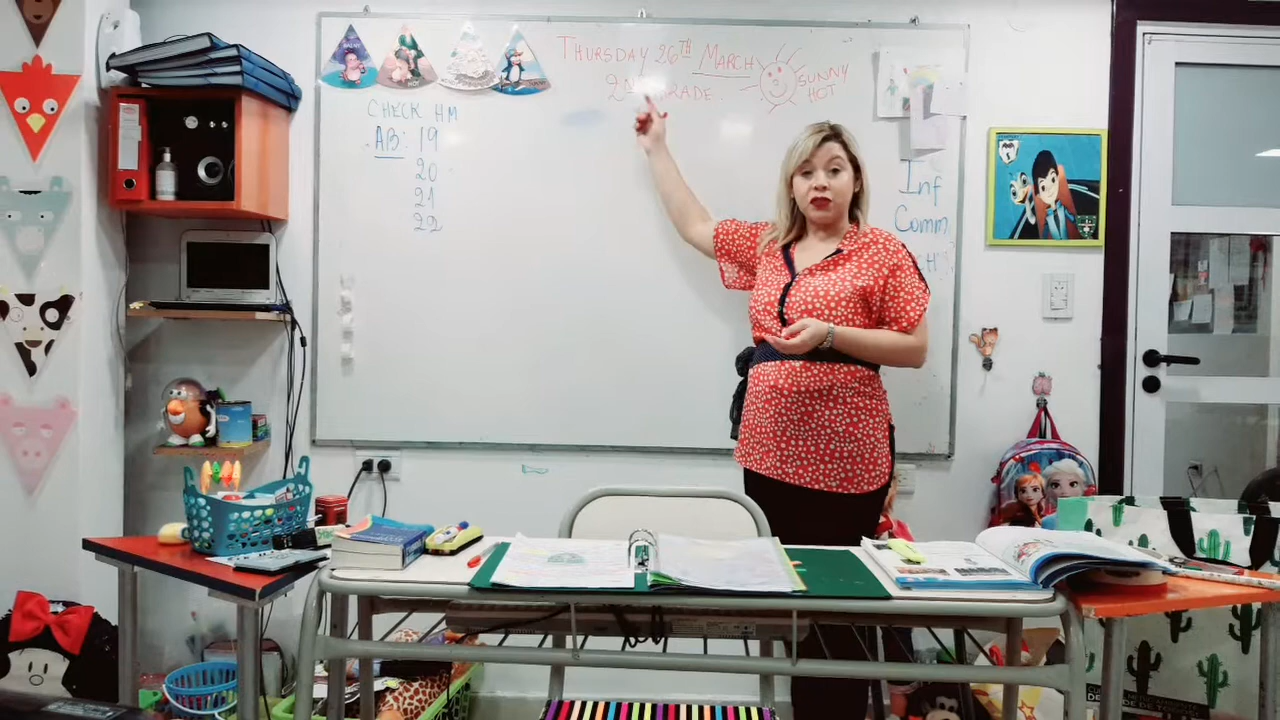 THURSDAY 26TH MARCH
2ND GRADE
SUNNY
HOT
CHECK HM
AB: 19
20
21
22
Inf
Comm